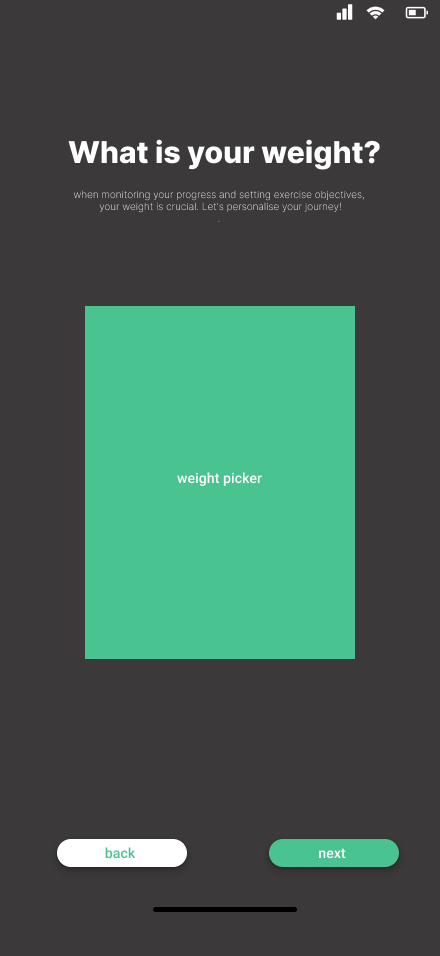 What is your weight?
when monitoring your progress and setting exercise objectives,
your weight is crucial. Let's personalise your journey!
.
weight picker
back
next